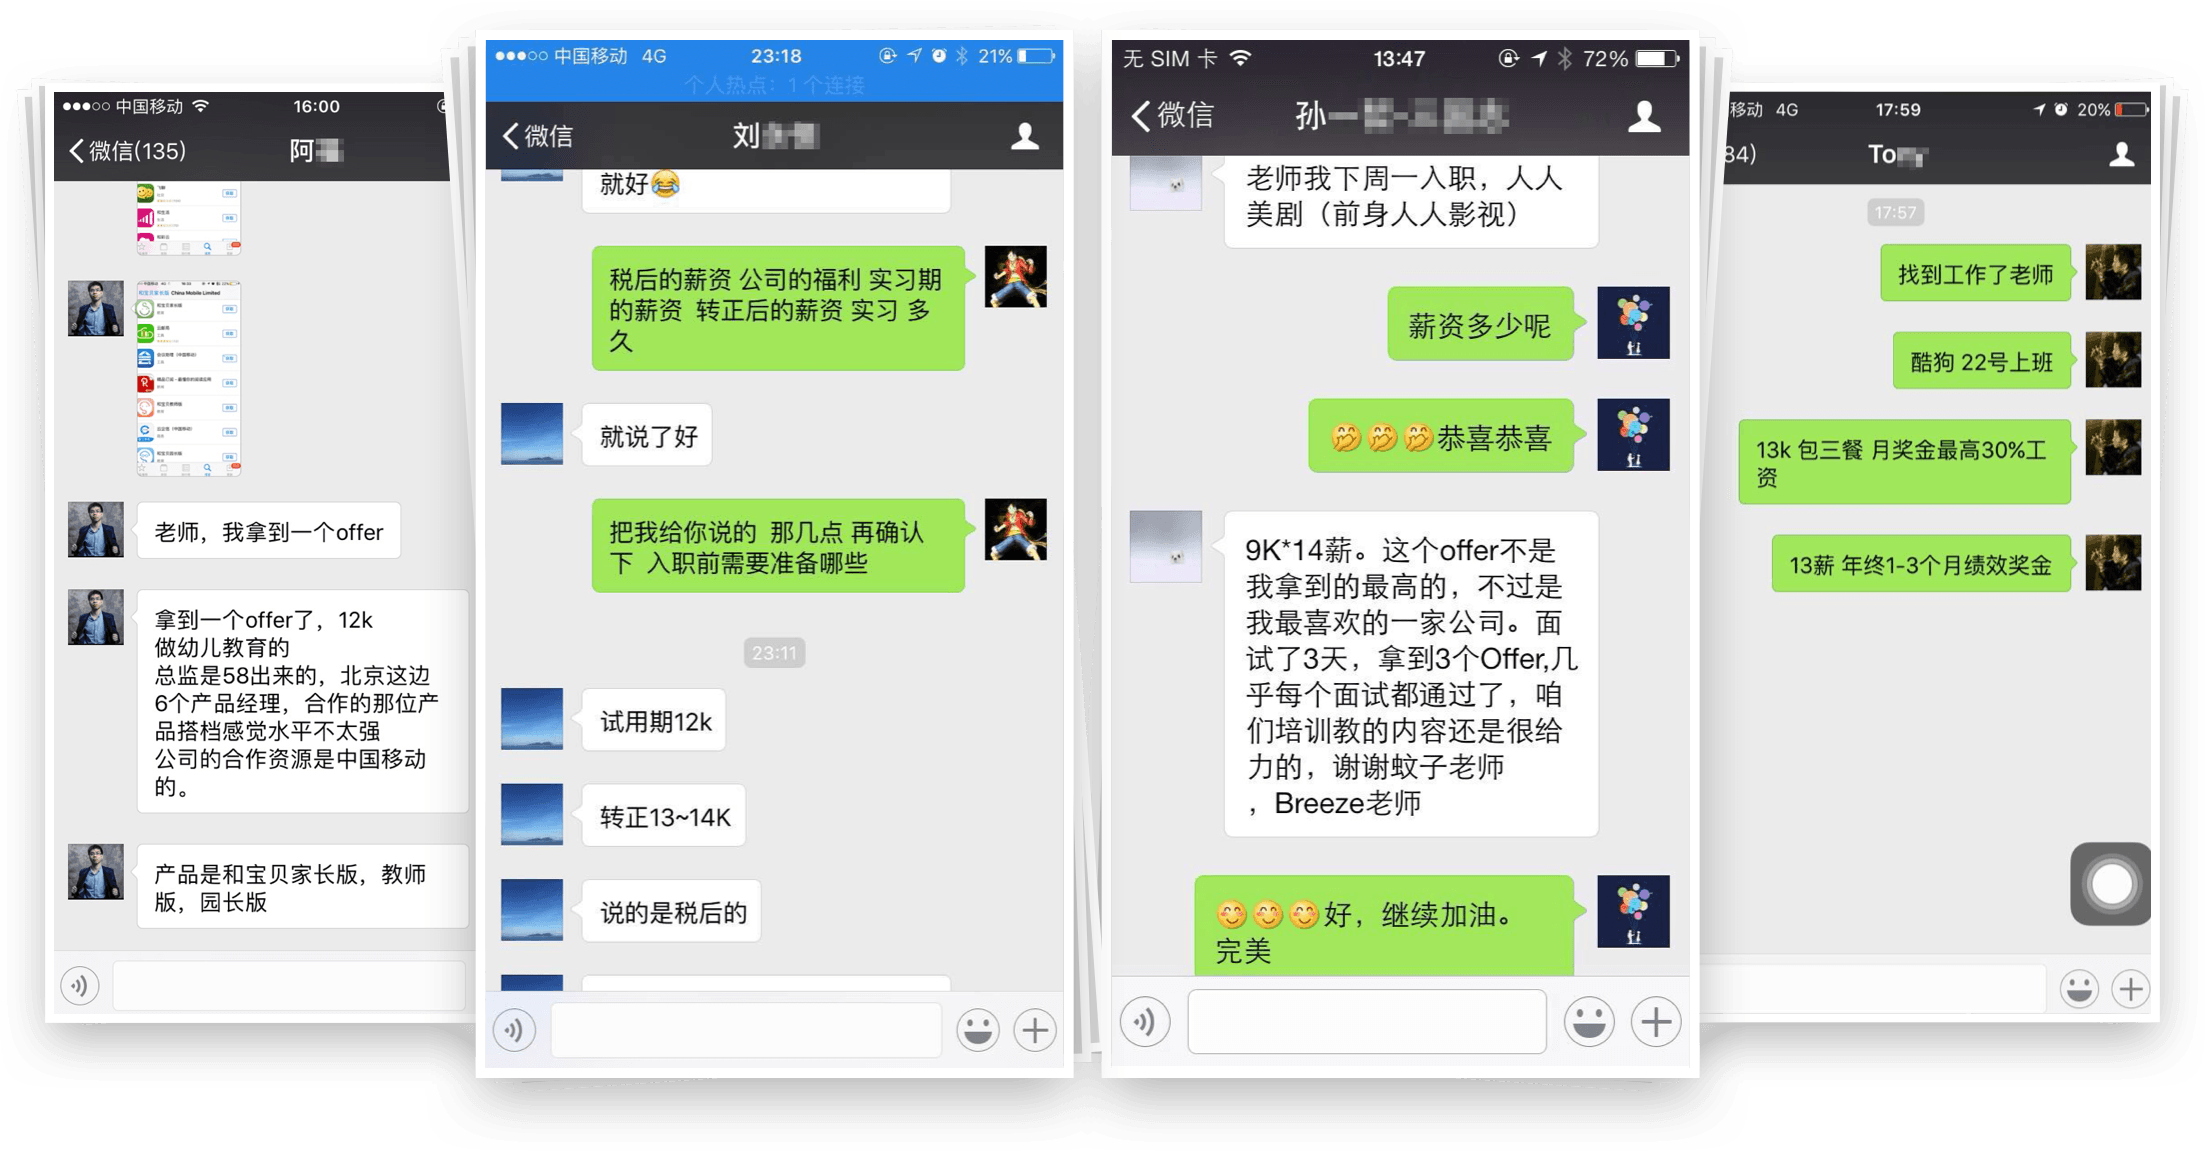 中国移动 16:00
微信(135) 阿
和宝贝家长版 China Mobile Limited
老师，我拿到一个offer
拿到一个offer了，12k
做幼儿教育的
总监是58出来的，北京这边
6个产品经理，合作的那位产
品搭档感觉水平不太强
公司的合作资源是中国移动
的。
产品是和宝贝家长版，教师
版，园长版
中国移动 4G 23:18 21%
个人热点：1 个连接
微信 刘
就好😂
税后的薪资 公司的福利 实习期
的薪资 转正后的薪资 实习 多
久
就说了好
把我给你说的 那几点 再确认
下 入职前需要准备哪些
23:11
试用期12k
转正13~14K
说的是税后的
无 SIM 卡 13:47 72%
微信 孙一
老师我下周一入职，人人
美剧（前身人人影视）
薪资多少呢
🤭🤭🤭恭喜恭喜
9K*14薪。这个offer不是
我拿到的最高的，不过是
我最喜欢的一家公司。面
试了3天，拿到3个Offer,几
乎每个面试都通过了，咱
们培训教的内容还是很给
力的，谢谢蚊子老师
，Breeze老师
😊😊😊好，继续加油。
完美
移动 4G 17:59 20%
84) To
17:57
找到工作了老师
酷狗 22号上班
13k 包三餐 月奖金最高30%工
资
13薪 年终1-3个月绩效奖金